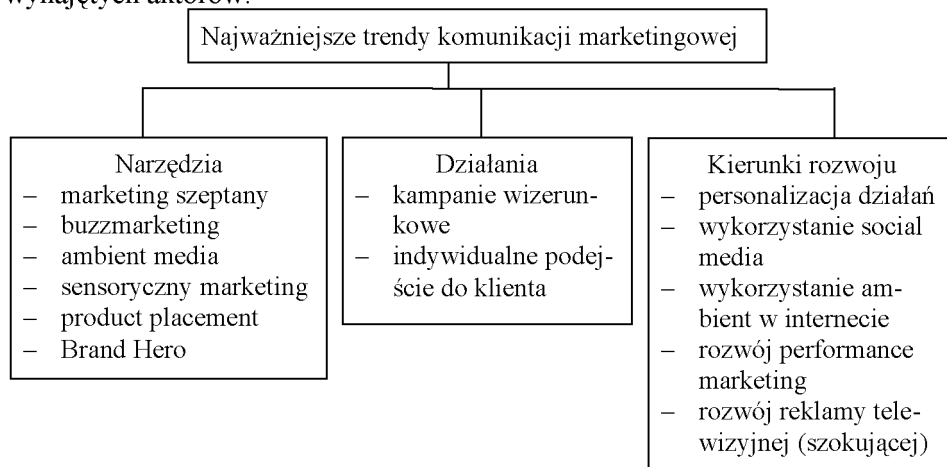 wynajętych aktorów.
Najważniejsze trendy komunikacji marketingowej
Narzędzia
– marketing szeptany
– buzzmarketing
– ambient media
– sensoryczny marketing
– product placement
– Brand Hero
Działania
– kampanie wizerun-
kowe
– indywidualne podej-
ście do klienta
Kierunki rozwoju
– personalizacja działań
– wykorzystanie social
media
– wykorzystanie am-
bient w internecie
– rozwój performance
marketing
– rozwój reklamy tele-
wizyjnej (szokującej)